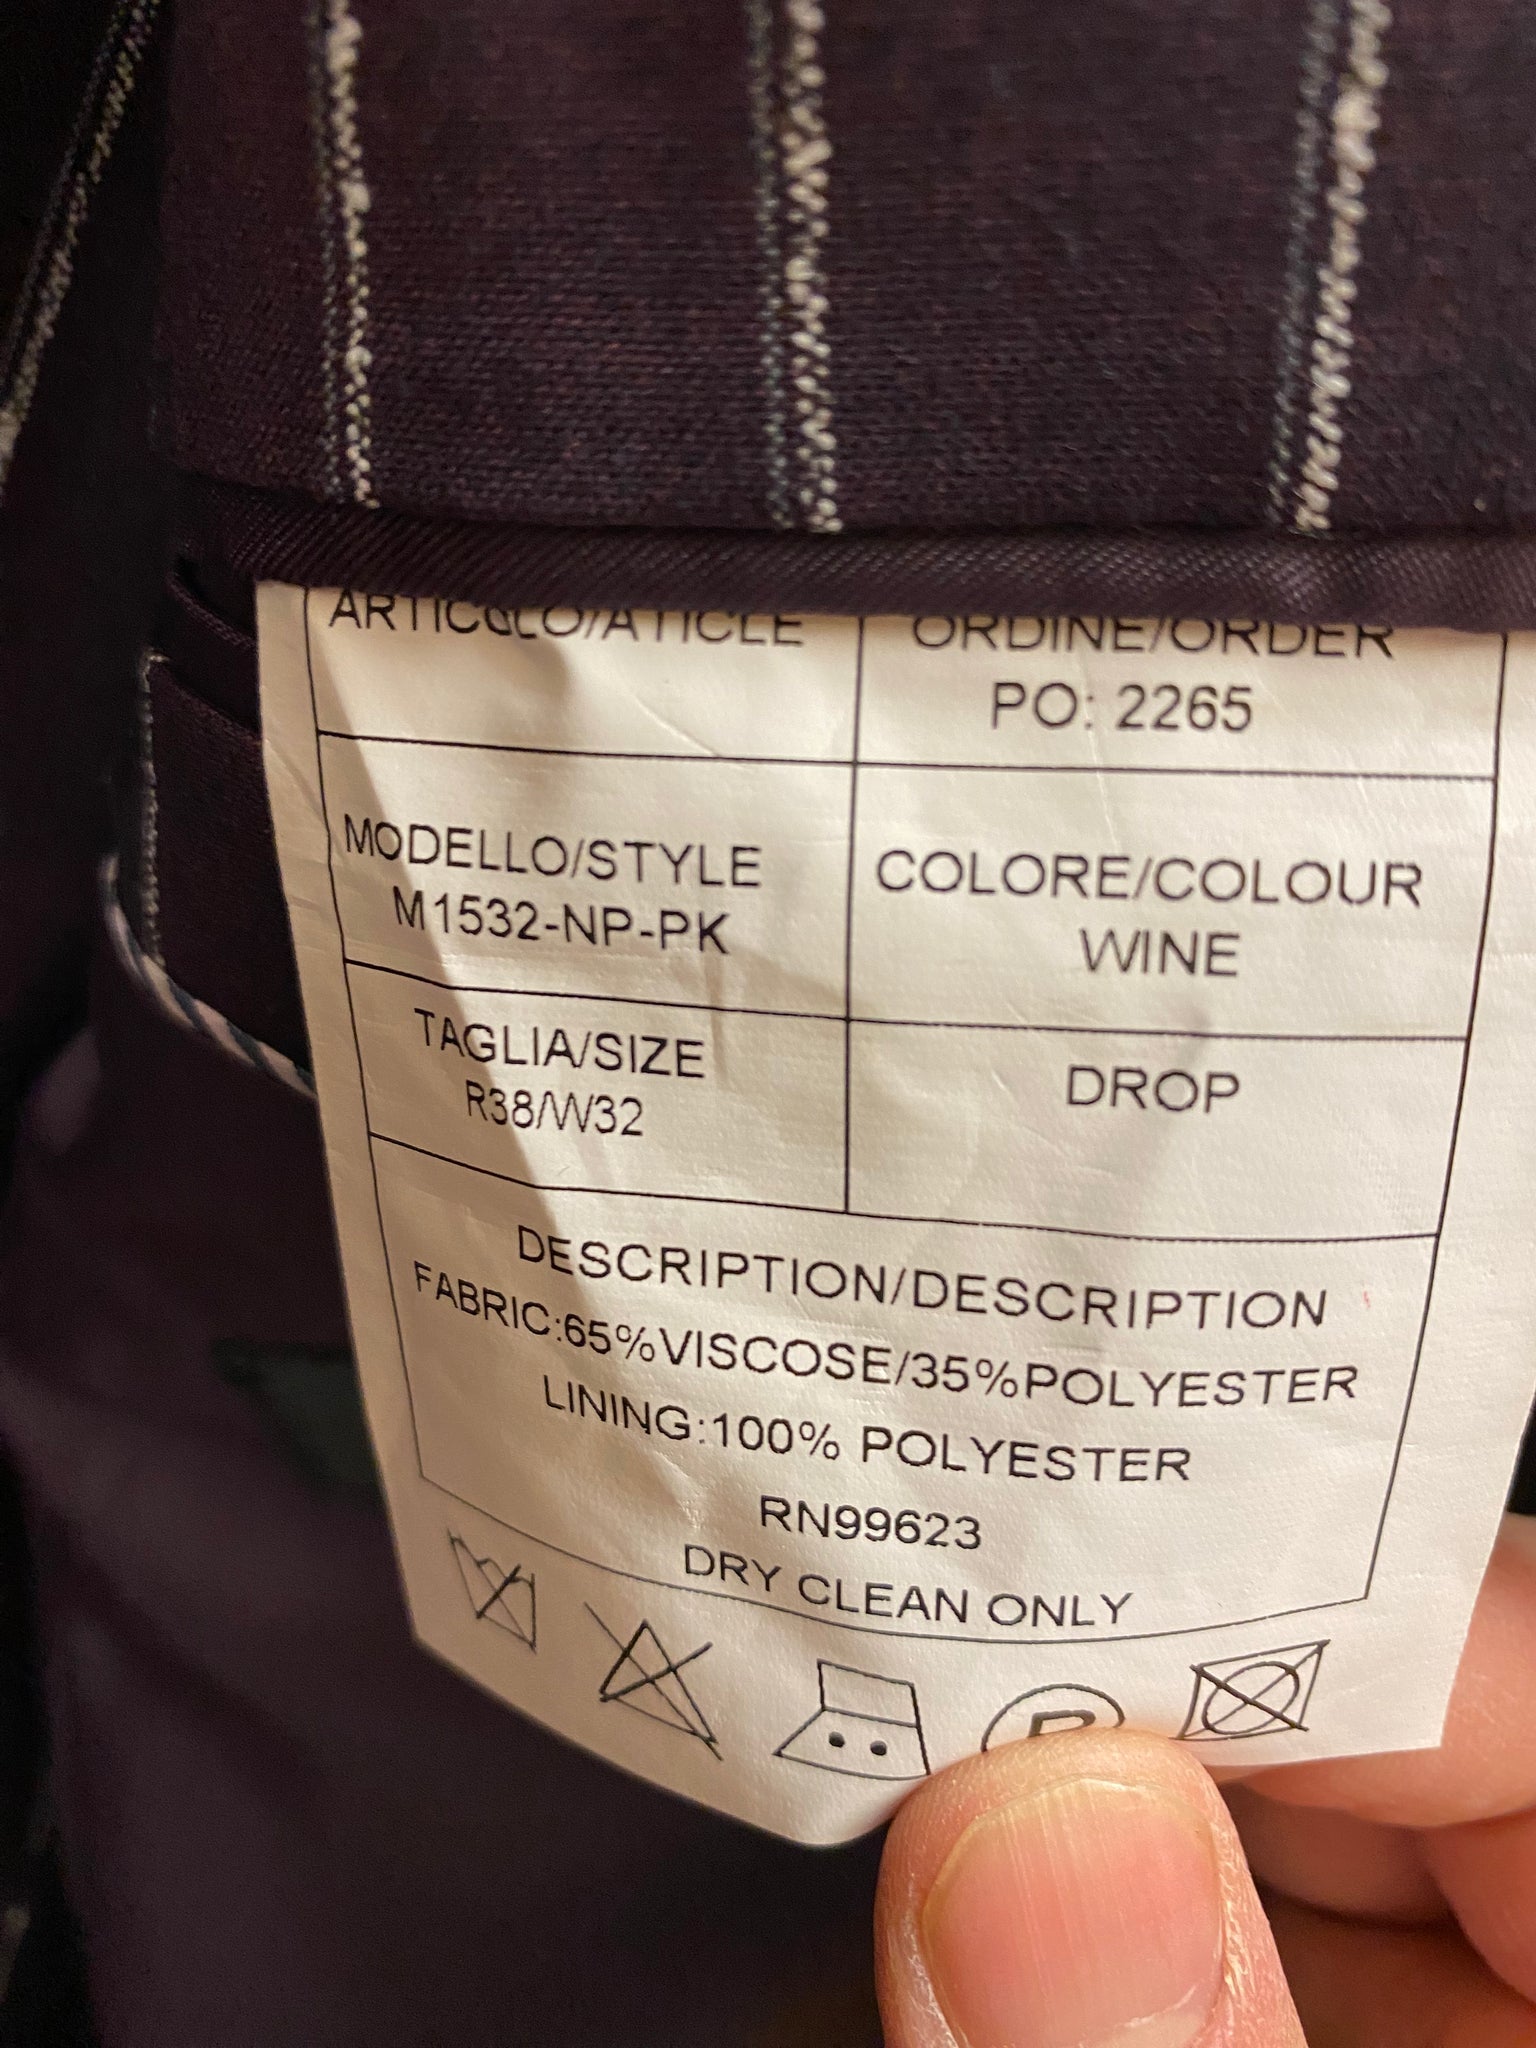 ARTICOLO/ATICLE
ORDINE/ORDER
PO: 2265
MODELLO/STYLE
M1532-NP-PK
COLORE/COLOUR
WINE
TAGLIA/SIZE
R38/W32
DROP
DESCRIPTION/DESCRIPTION
FABRIC:65%VISCOSE/35%POLYESTER
LINING:100% POLYESTER
RN99623
DRY CLEAN ONLY